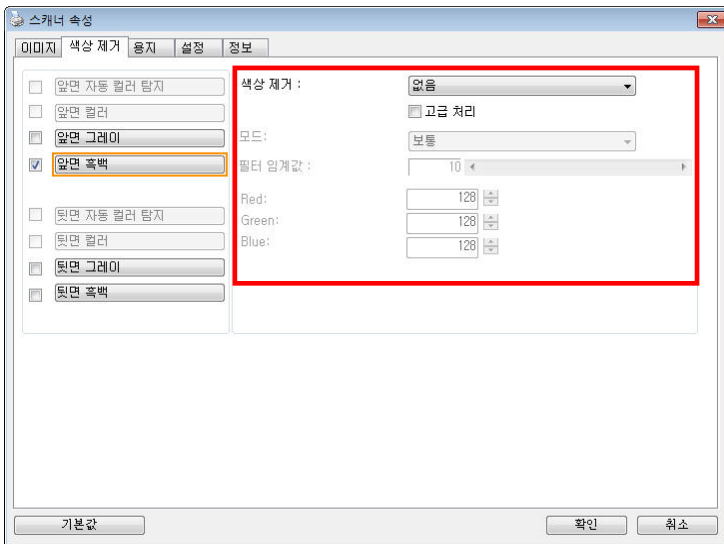 스캐너 속성
이미지 색상 제거 용지 설정 정보
앞면 자동 컬러 탐지
앞면 컬러
앞면 그레이
앞면 흑백
뒷면 자동 컬러 탐지
뒷면 컬러
뒷면 그레이
뒷면 흑백
색상 제거 : 없음
고급 처리
모드: 보통
필터 임계값 : 10
Red: 128
Green: 128
Blue: 128
기본값 확인 취소